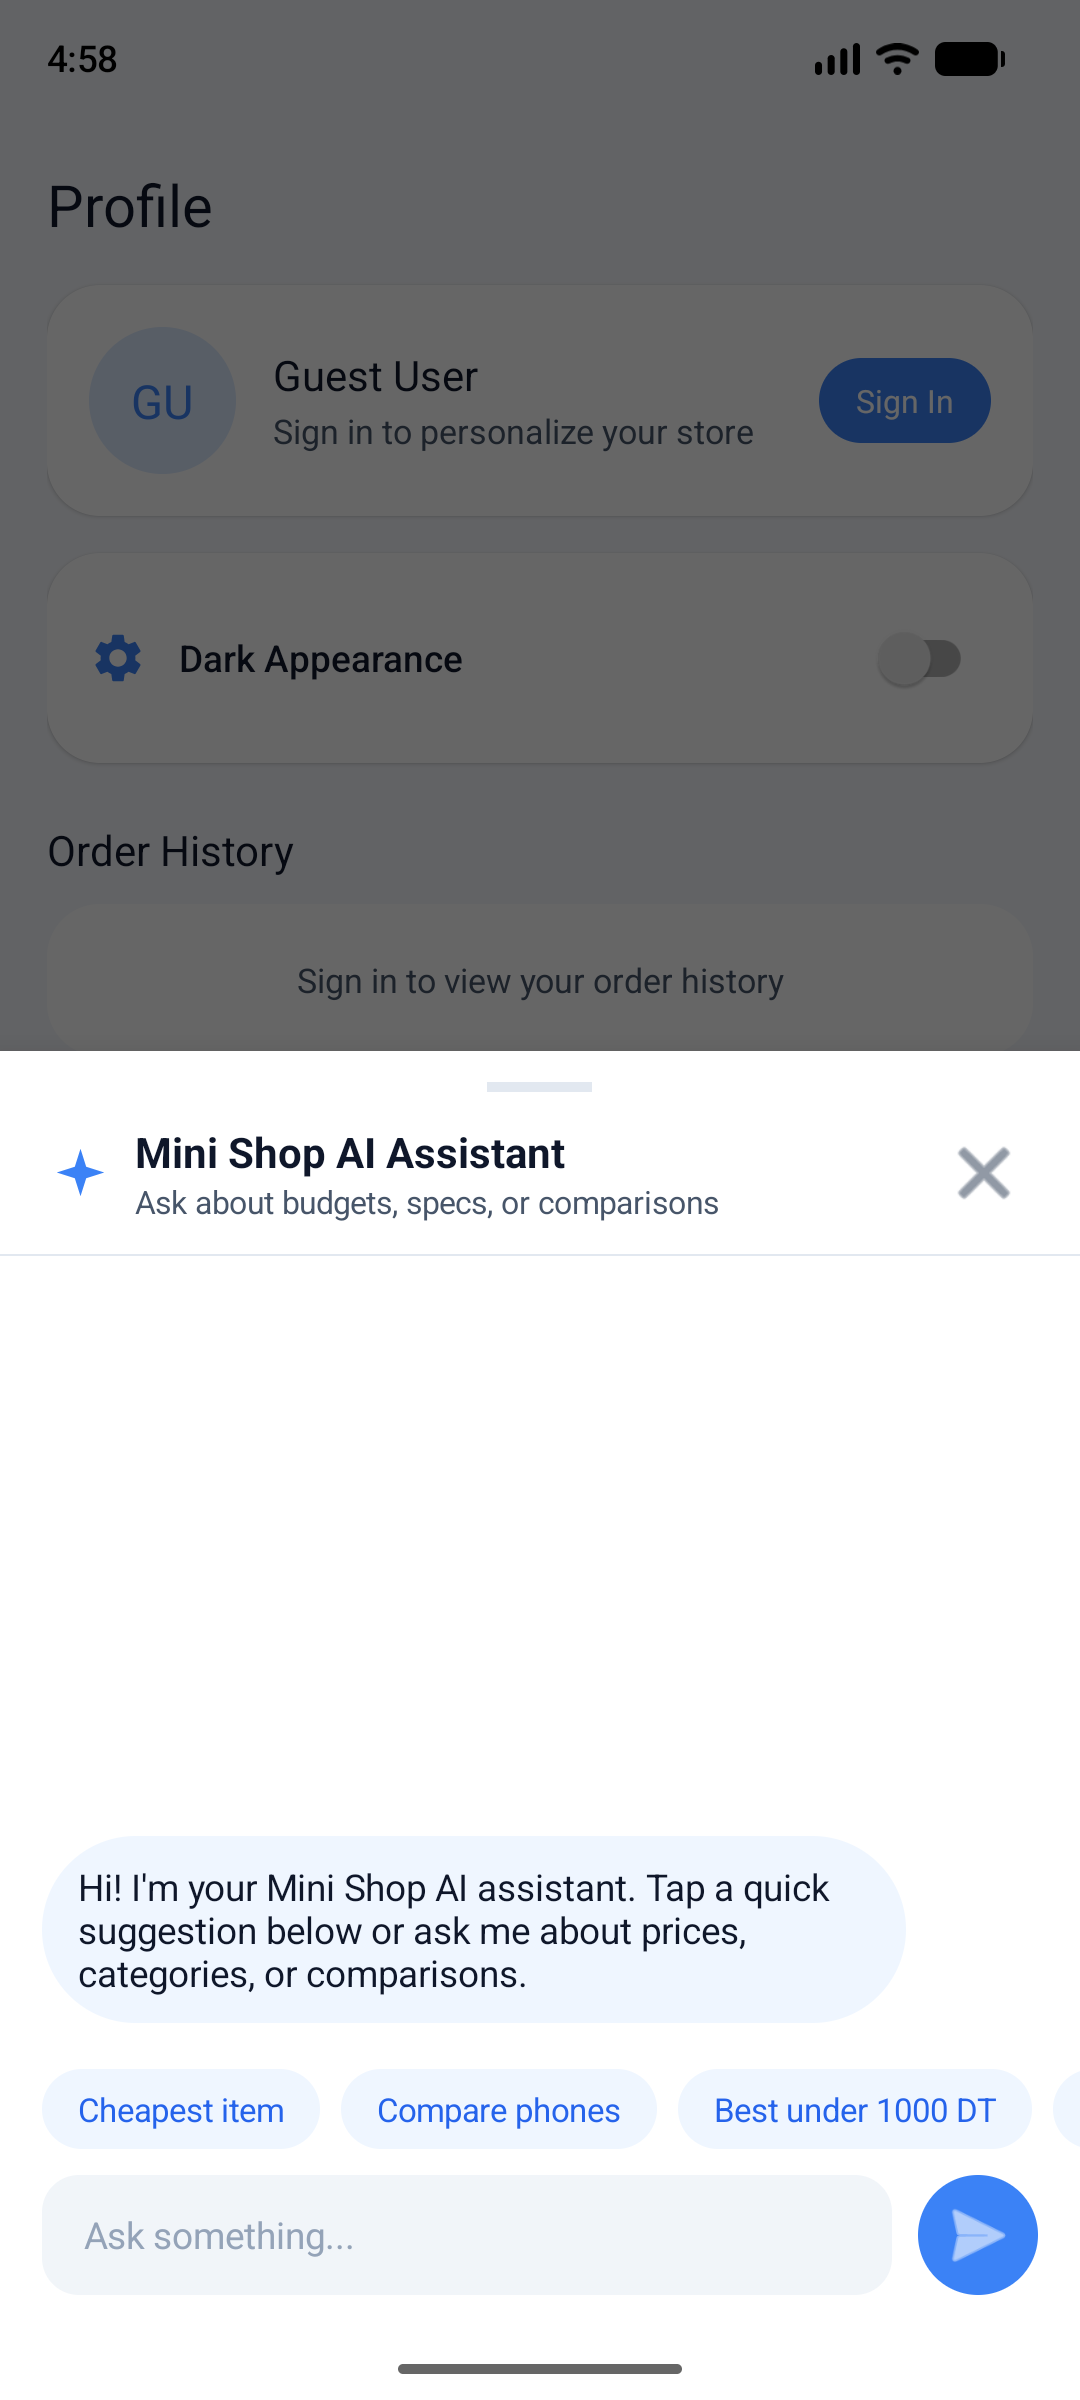 4:58
Profile
GU
Guest User
Sign in to personalize your store
Sign In
Dark Appearance
Order History
Sign in to view your order history
Mini Shop AI Assistant
Ask about budgets, specs, or comparisons
Hi! I'm your Mini Shop AI assistant. Tap a quick
suggestion below or ask me about prices,
categories, or comparisons.
Cheapest item
Compare phones
Best under 1000 DT
Ask something...